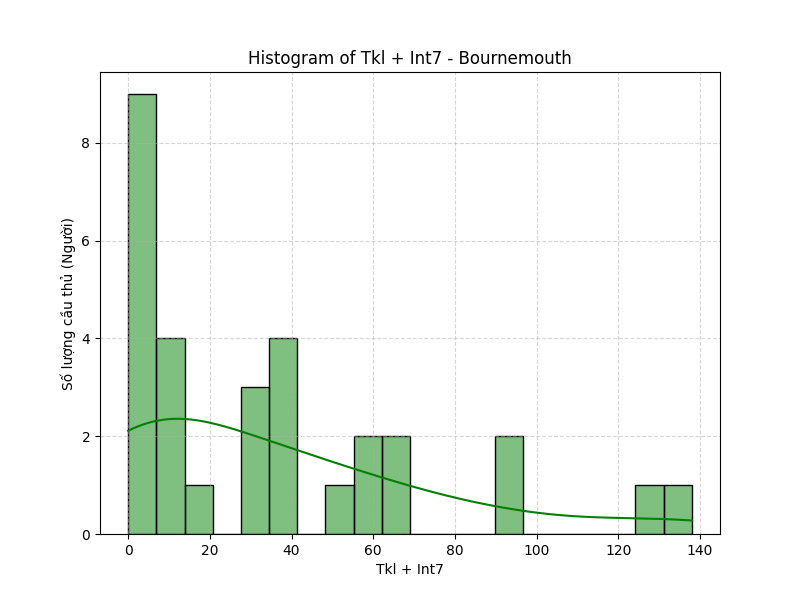 Histogram of Tkl + Int7 - Bournemouth
Số lượng cầu thủ (Người)
8
6
4
2
0
0 20 40 60 80 100 120 140
Tkl + Int7